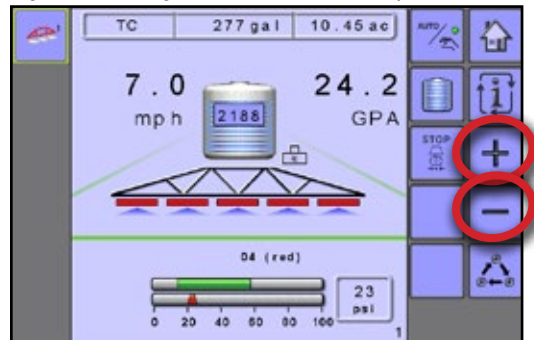 TC 277 gal 10.45 ac
AUTO
7.0 24.2
mph GPA
2188
STOP
04 (red)
23
psi
0 20 40 60 80 100
1